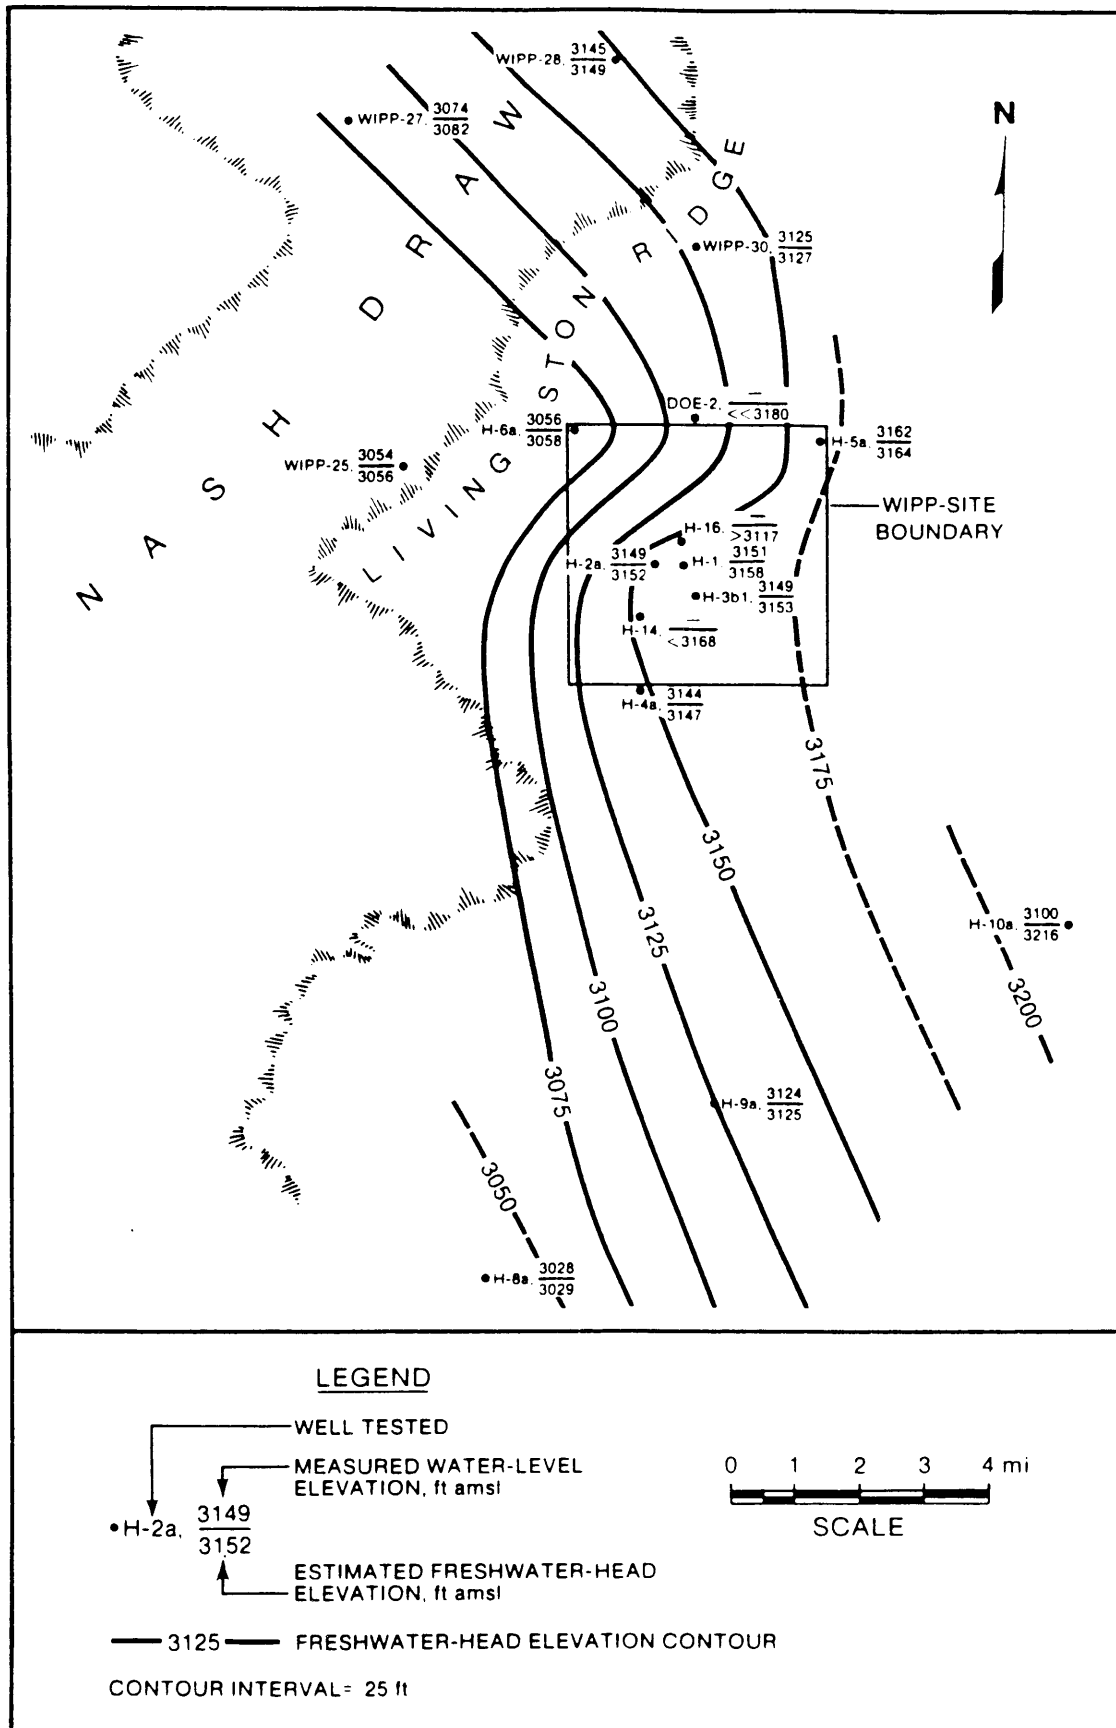 WIPP-28, 3145
3149
WIPP-27, 3074
3082
N
NASH DRAW
LIVINGSTON RDGE
WIPP-30, 3125
3127
DOE-2, —
<<3180
H-6a, 3056
3058
H-5a, 3162
3164
WIPP-25, 3054
3056
WIPP-SITE
BOUNDARY
H-16, —
>3117
H-2a, 3149
3152
H-1, 3151
3158
H-3b1, 3149
3153
H-14, —
<3168
H-4a, 3144
3147
3175
3150
3125
H-10a, 3100
3216
3200
3100
3075
H-9a, 3124
3125
3050
H-8a, 3028
3029
LEGEND
WELL TESTED
MEASURED WATER-LEVEL
ELEVATION, ft amsl
H-2a, 3149
3152
ESTIMATED FRESHWATER-HEAD
ELEVATION, ft amsl
3125 FRESHWATER-HEAD ELEVATION CONTOUR
CONTOUR INTERVAL= 25 ft
0 1 2 3 4 mi
SCALE